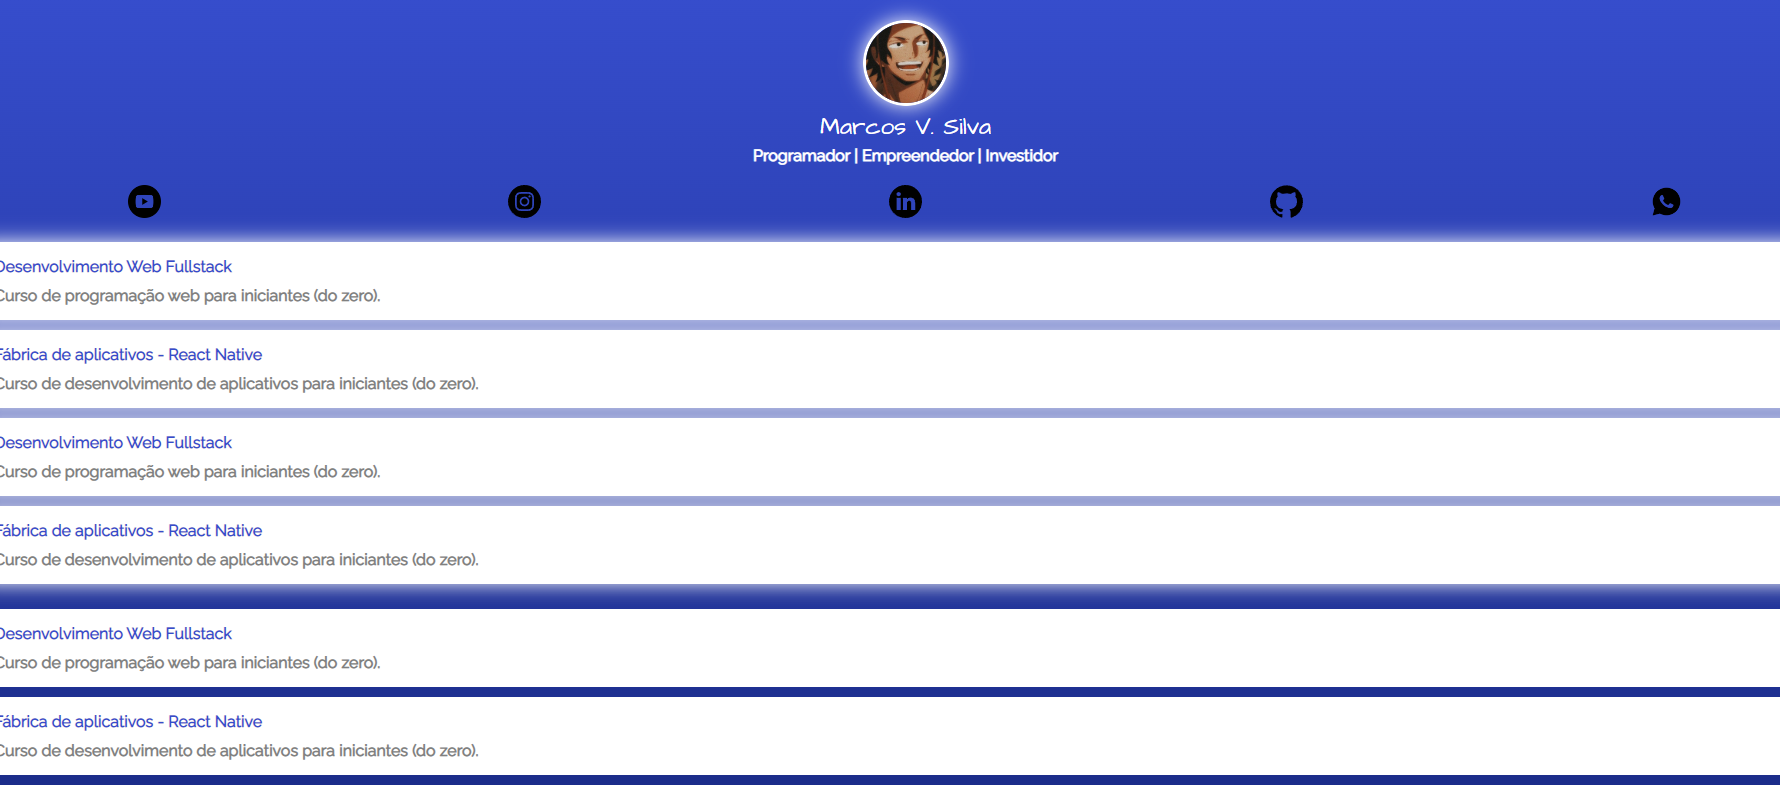 Marcos V. Silva
Programador | Empreendedor | Investidor
Desenvolvimento Web Fullstack
Curso de programação web para iniciantes (do zero).
Fábrica de aplicativos - React Native
Curso de desenvolvimento de aplicativos para iniciantes (do zero).
Desenvolvimento Web Fullstack
Curso de programação web para iniciantes (do zero).
Fábrica de aplicativos - React Native
Curso de desenvolvimento de aplicativos para iniciantes (do zero).
Desenvolvimento Web Fullstack
Curso de programação web para iniciantes (do zero).
Fábrica de aplicativos - React Native
Curso de desenvolvimento de aplicativos para iniciantes (do zero).